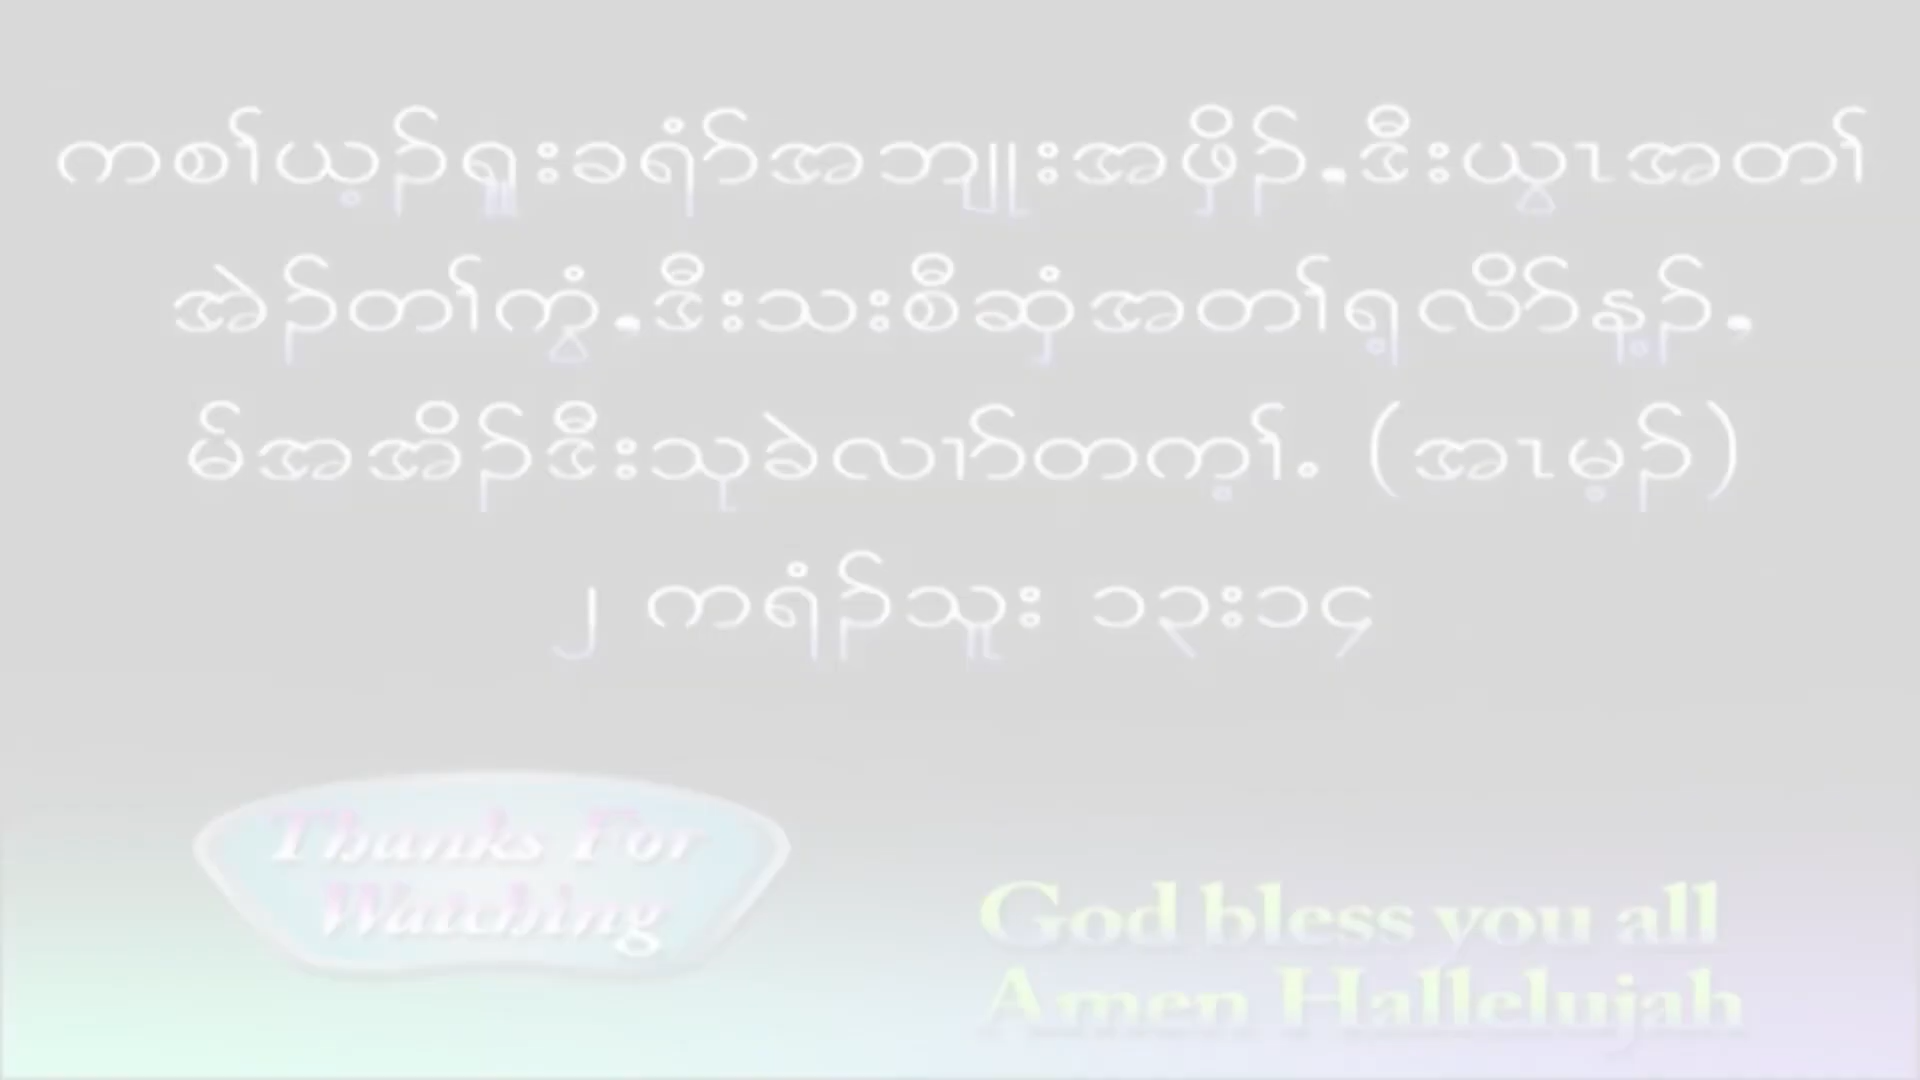 ကစၢ်ယ့ၣ်ရှူးခရံာ်အဘျုးအဖှိၣ်,ဒီးယွၤအတၢ်
အဲၣ်တၢ်ကွံ,ဒီးသးစီဆှံအတၢ်ရ့လိာ်န့ၣ်,
မ်အအိၣ်ဒီးသုခဲလၢာ်တက့ၢ်. (အၤမ့ၣ်)
၂ ကရံၣ်သူး ၁၃း၁၄
Thanks For
Watching
God bless you all
Amen Hallelujah